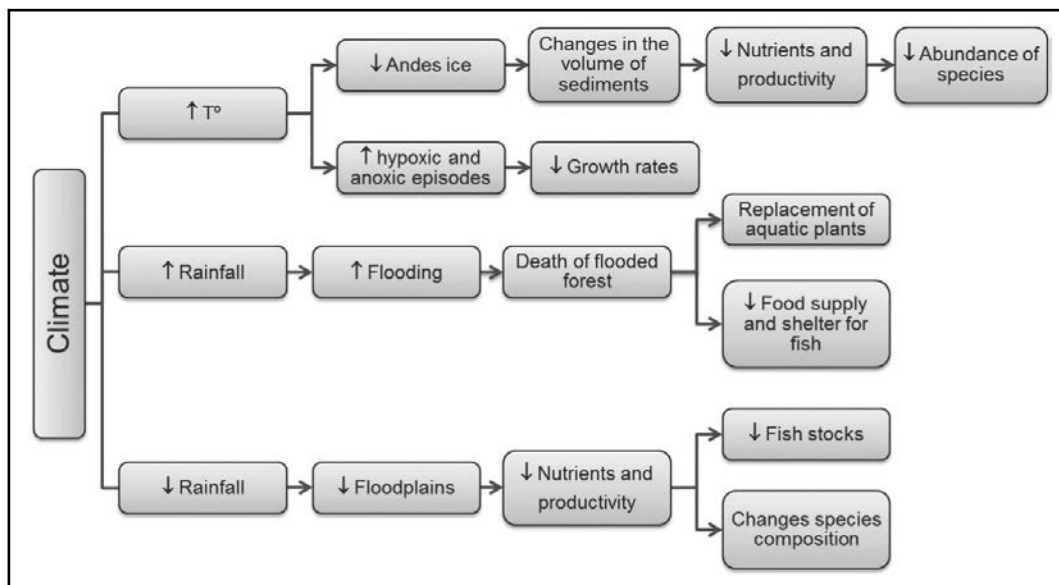 Climate
↑ Tº
↓ Andes ice
Changes in the
volume of
sediments
↓ Nutrients and
productivity
↓ Abundance of
species
↑ hypoxic and
anoxic episodes
↓ Growth rates
↑ Rainfall
↑ Flooding
Death of flooded
forest
Replacement of
aquatic plants
↓ Food supply
and shelter for
fish
↓ Rainfall
↓ Floodplains
↓ Nutrients and
productivity
↓ Fish stocks
Changes species
composition